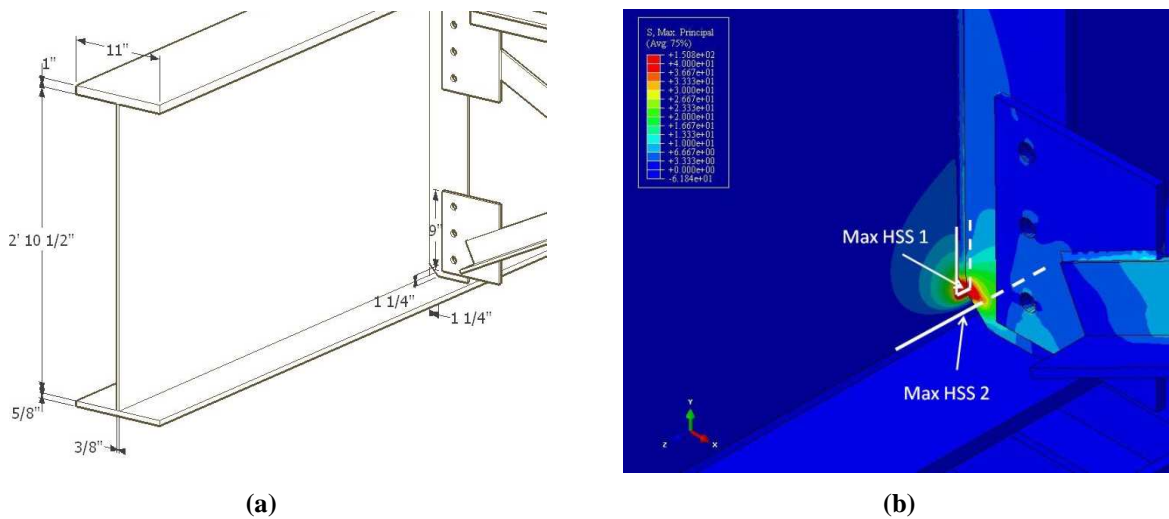 11"
1"
2' 10 1/2"
9"
1 1/4"
1 1/4"
5/8"
3/8"
(a)
S, Max. Principal
(Avg: 75%)
+1.508e+02
+4.000e+01
+3.667e+01
+3.333e+01
+3.000e+01
+2.667e+01
+2.333e+01
+2.000e+01
+1.667e+01
+1.333e+01
+1.000e+01
+6.667e+00
+3.333e+00
+0.000e+00
-6.184e+01
Max HSS 1
Max HSS 2
Y
Z
X
(b)